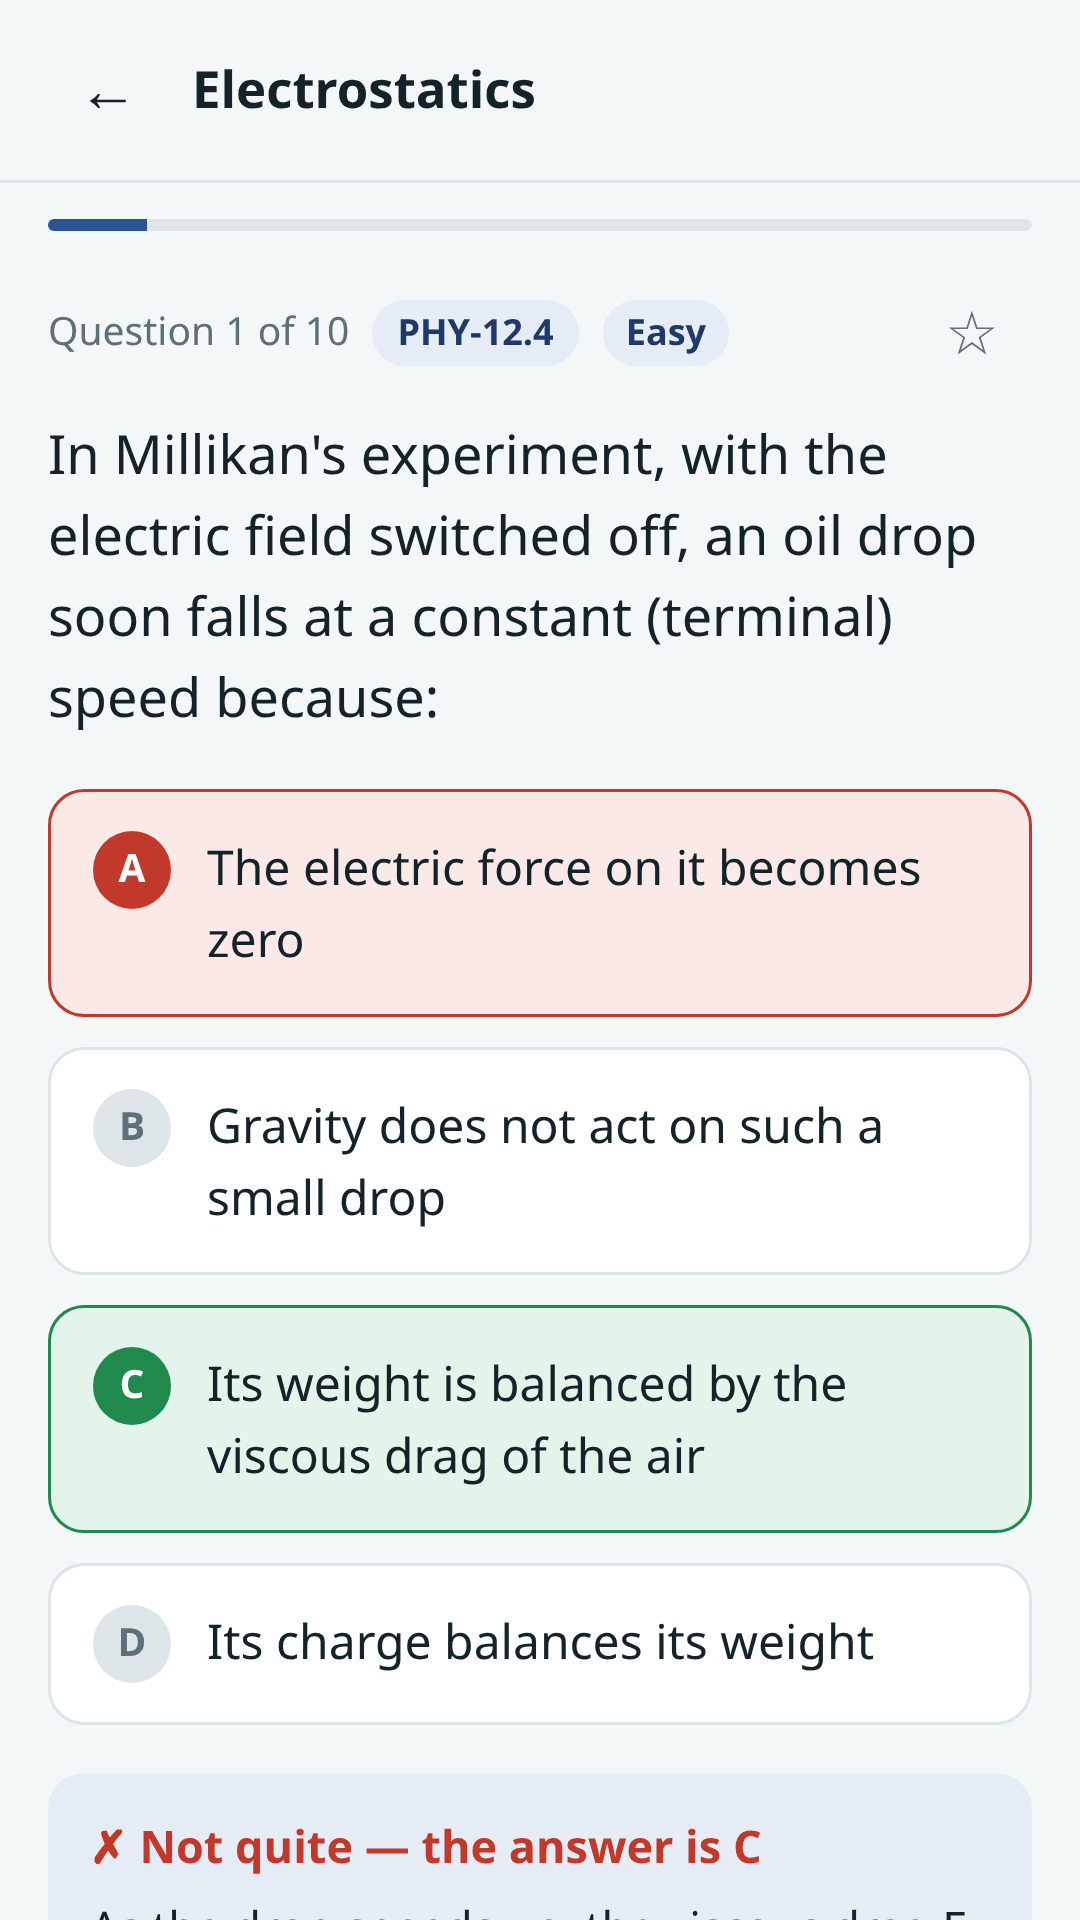 ← Electrostatics
Question 1 of 10 PHY-12.4 Easy ☆
In Millikan's experiment, with the
electric field switched off, an oil drop
soon falls at a constant (terminal)
speed because:
A The electric force on it becomes
zero
B Gravity does not act on such a
small drop
C Its weight is balanced by the
viscous drag of the air
D Its charge balances its weight
✗ Not quite — the answer is C